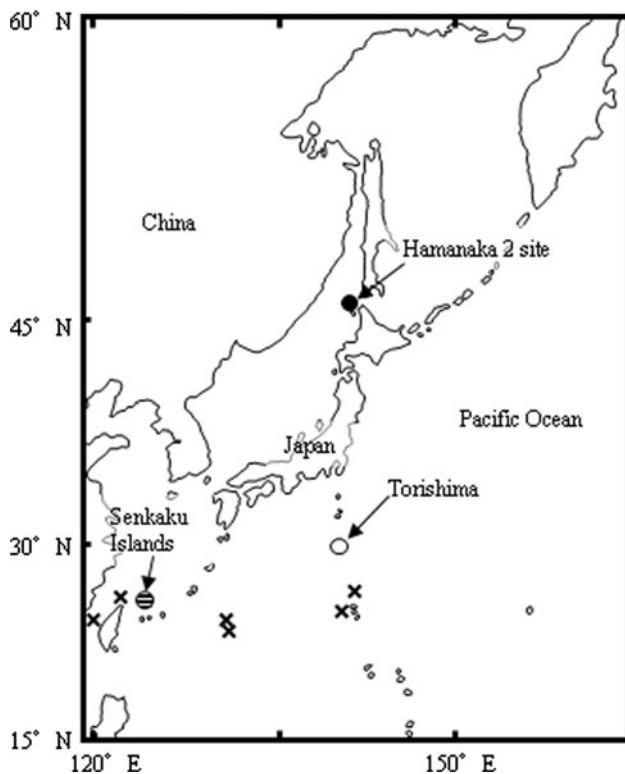 60° N
China
Hamanaka 2 site
45° N
Pacific Ocean
Japan
Torishima
Senkaku
Islands
30° N
15° N
120° E
150° E